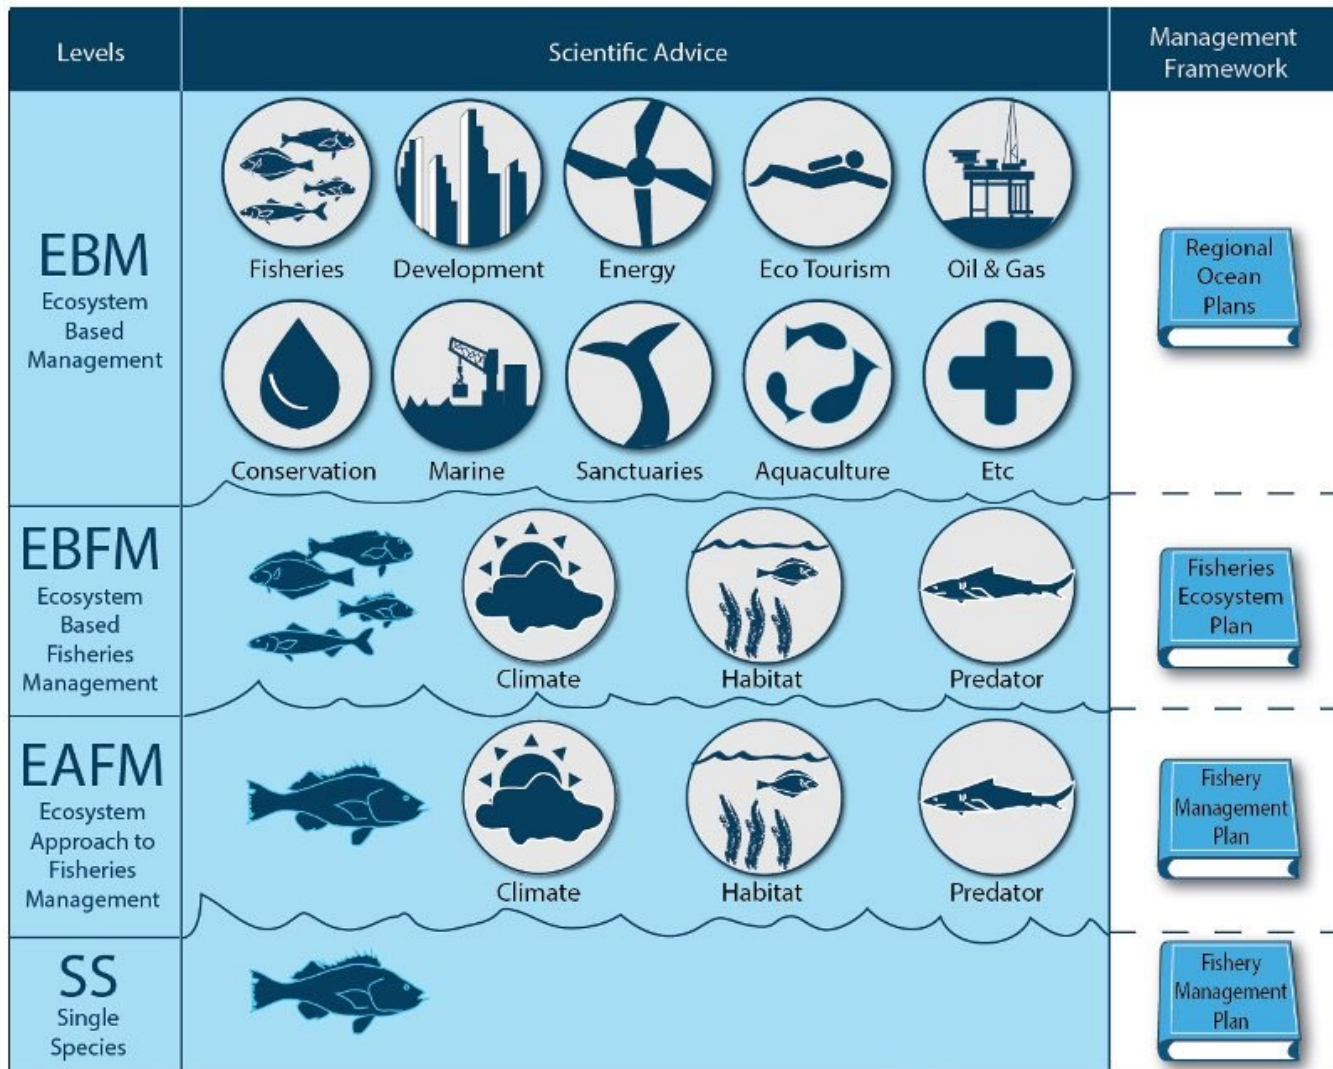 Levels
Scientific Advice
Management
Framework
EBM
Ecosystem
Based
Management
Fisheries
Development
Energy
Eco Tourism
Oil & Gas
Conservation
Marine
Sanctuaries
Aquaculture
Etc
Regional
Ocean
Plans
EBFM
Ecosystem
Based
Fisheries
Management
Climate
Habitat
Predator
Fisheries
Ecosystem
Plan
EAFM
Ecosystem
Approach to
Fisheries
Management
Climate
Habitat
Predator
Fishery
Management
Plan
SS
Single
Species
Fishery
Management
Plan